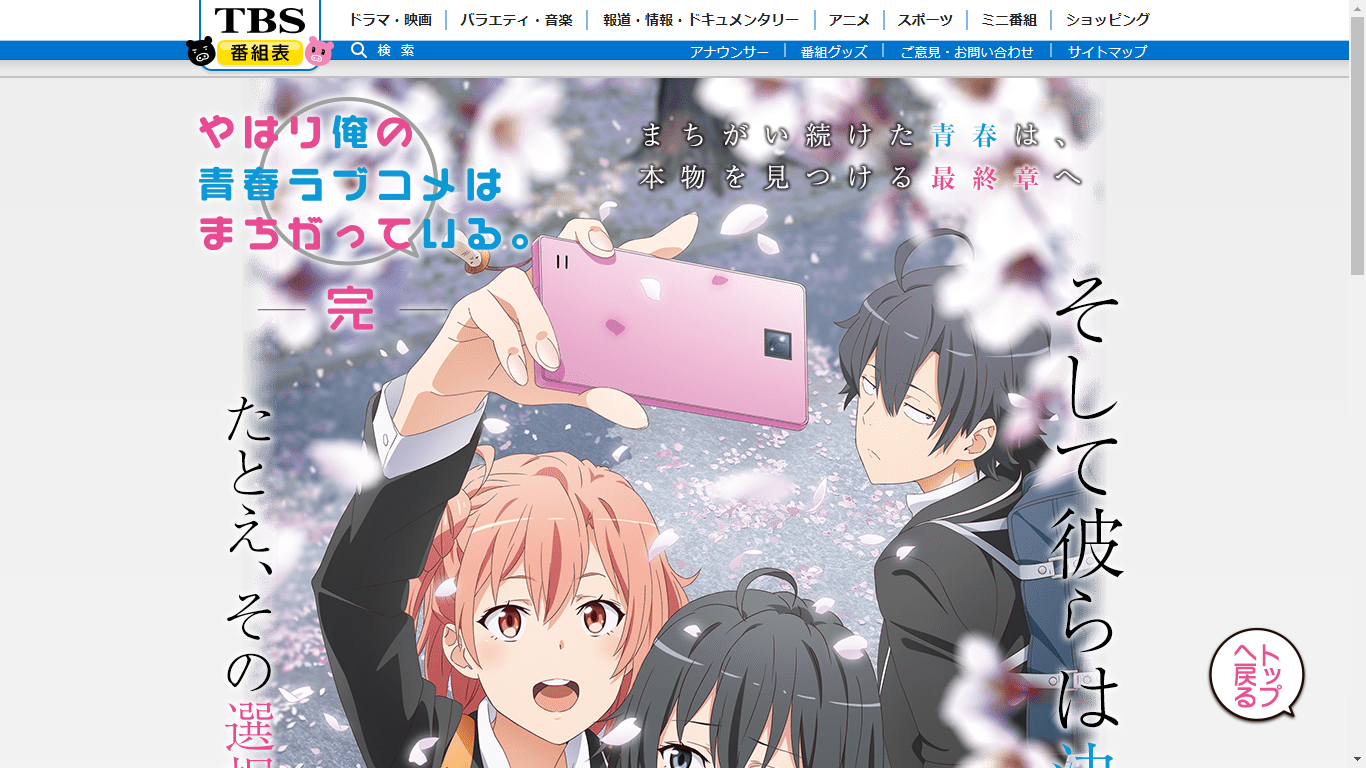 TBS
番組表
ドラマ・映画
バラエティ・音楽
報道・情報・ドキュメンタリー
アニメ
スポーツ
ミニ番組
ショッピング
検 索
アナウンサー
番組グッズ
ご意見・お問い合わせ
サイトマップ
やはり俺の
青春ラブコメは
まちがっている。
完
まちがい続けた青春は、
本物を見つける最終章へ
そして彼らは決
たとえ、その選択
トップ
へ戻る